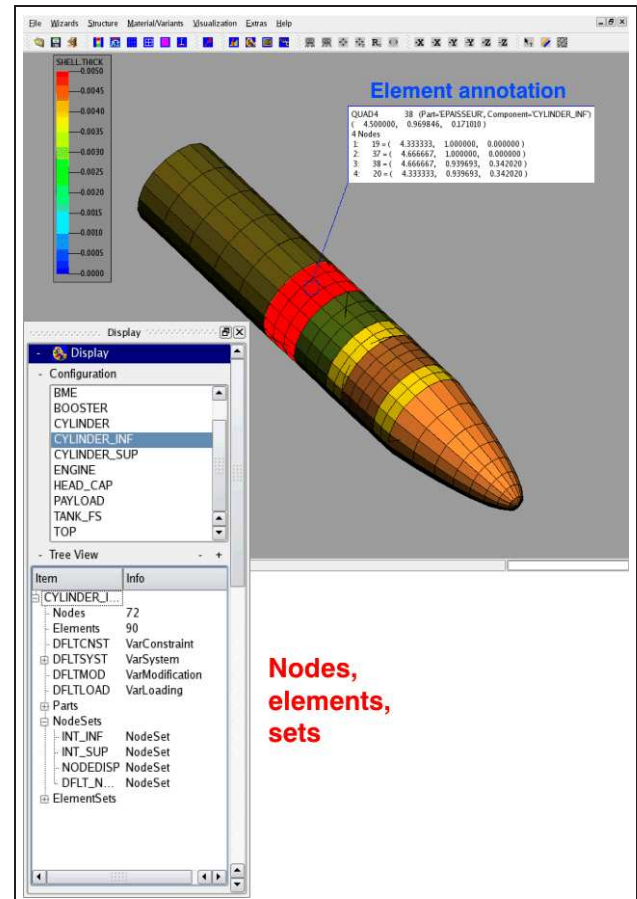 File Wizards Structure Material/Variants Visualization Extras Help
SHELL.THICK
0.0050
0.0045
0.0040
0.0035
0.0030
0.0025
0.0020
0.0015
0.0010
0.0005
0.0000
Element annotation
QUAD4 38 (Part='EPAISSEUR', Component='CYLINDER_INF')
( 4.500000, 0.969846, 0.171010 )
4 Nodes
1: 19 = ( 4.333333, 1.000000, 0.000000 )
2: 37 = ( 4.666667, 1.000000, 0.000000 )
3: 38 = ( 4.666667, 0.939693, 0.342020 )
4: 20 = ( 4.333333, 0.939693, 0.342020 )
Display
- Display
- Configuration
BME
BOOSTER
CYLINDER
CYLINDER_INF
CYLINDER_SUP
ENGINE
HEAD_CAP
PAYLOAD
TANK_FS
TOP
- Tree View - +
Item Info
CYLINDER_I...
Nodes 72
Elements 90
DFLTCNST VarConstraint
DFLTSYST VarSystem
DFLTMOD VarModification
DFLTLOAD VarLoading
Parts
NodeSets
INT_INF NodeSet
INT_SUP NodeSet
NODEDISP NodeSet
DFLT_N... NodeSet
ElementSets
Nodes,
elements,
sets